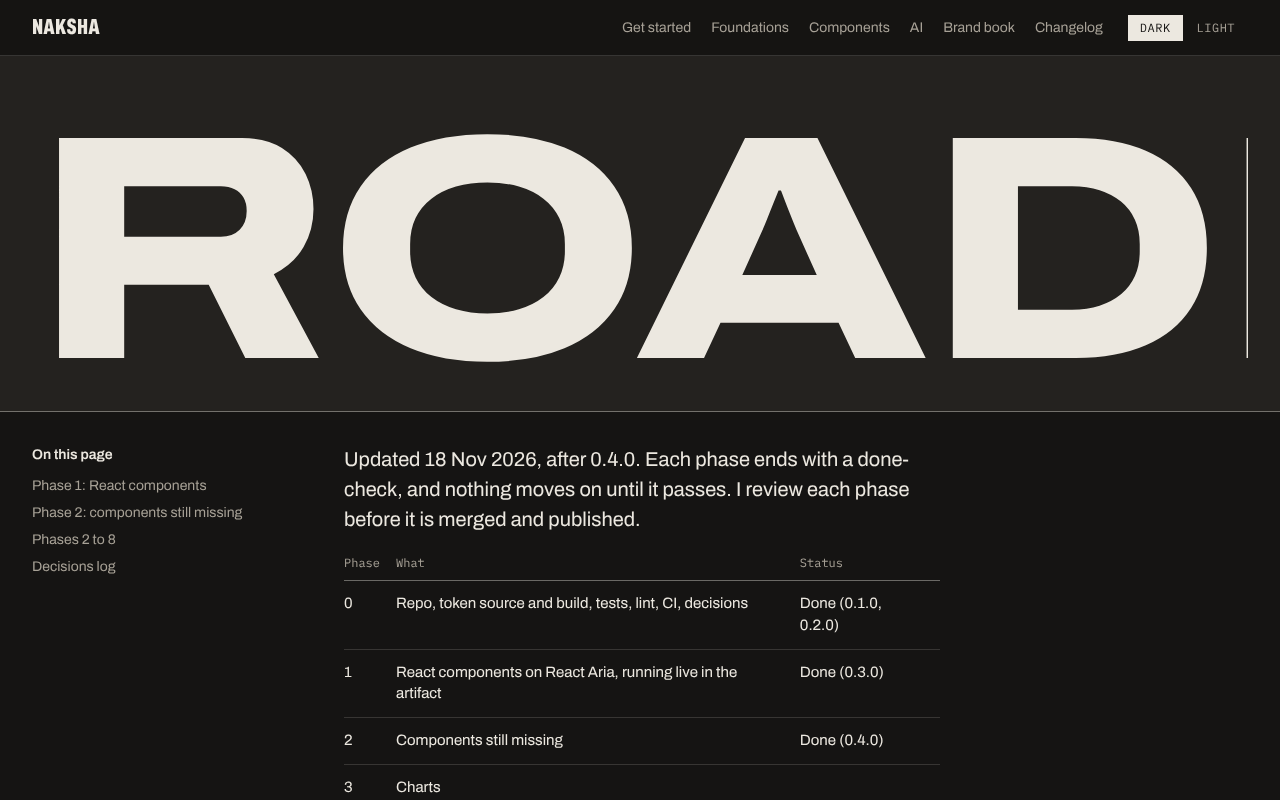 NAKSHA
Get started Foundations Components AI Brand book Changelog DARK LIGHT
ROAD
On this page
Phase 1: React components
Phase 2: components still missing
Phases 2 to 8
Decisions log
Updated 18 Nov 2026, after 0.4.0. Each phase ends with a done-
check, and nothing moves on until it passes. I review each phase
before it is merged and published.
Phase What Status
0 Repo, token source and build, tests, lint, CI, decisions Done (0.1.0,
0.2.0)
1 React components on React Aria, running live in the Done (0.3.0)
artifact
2 Components still missing Done (0.4.0)
3 Charts